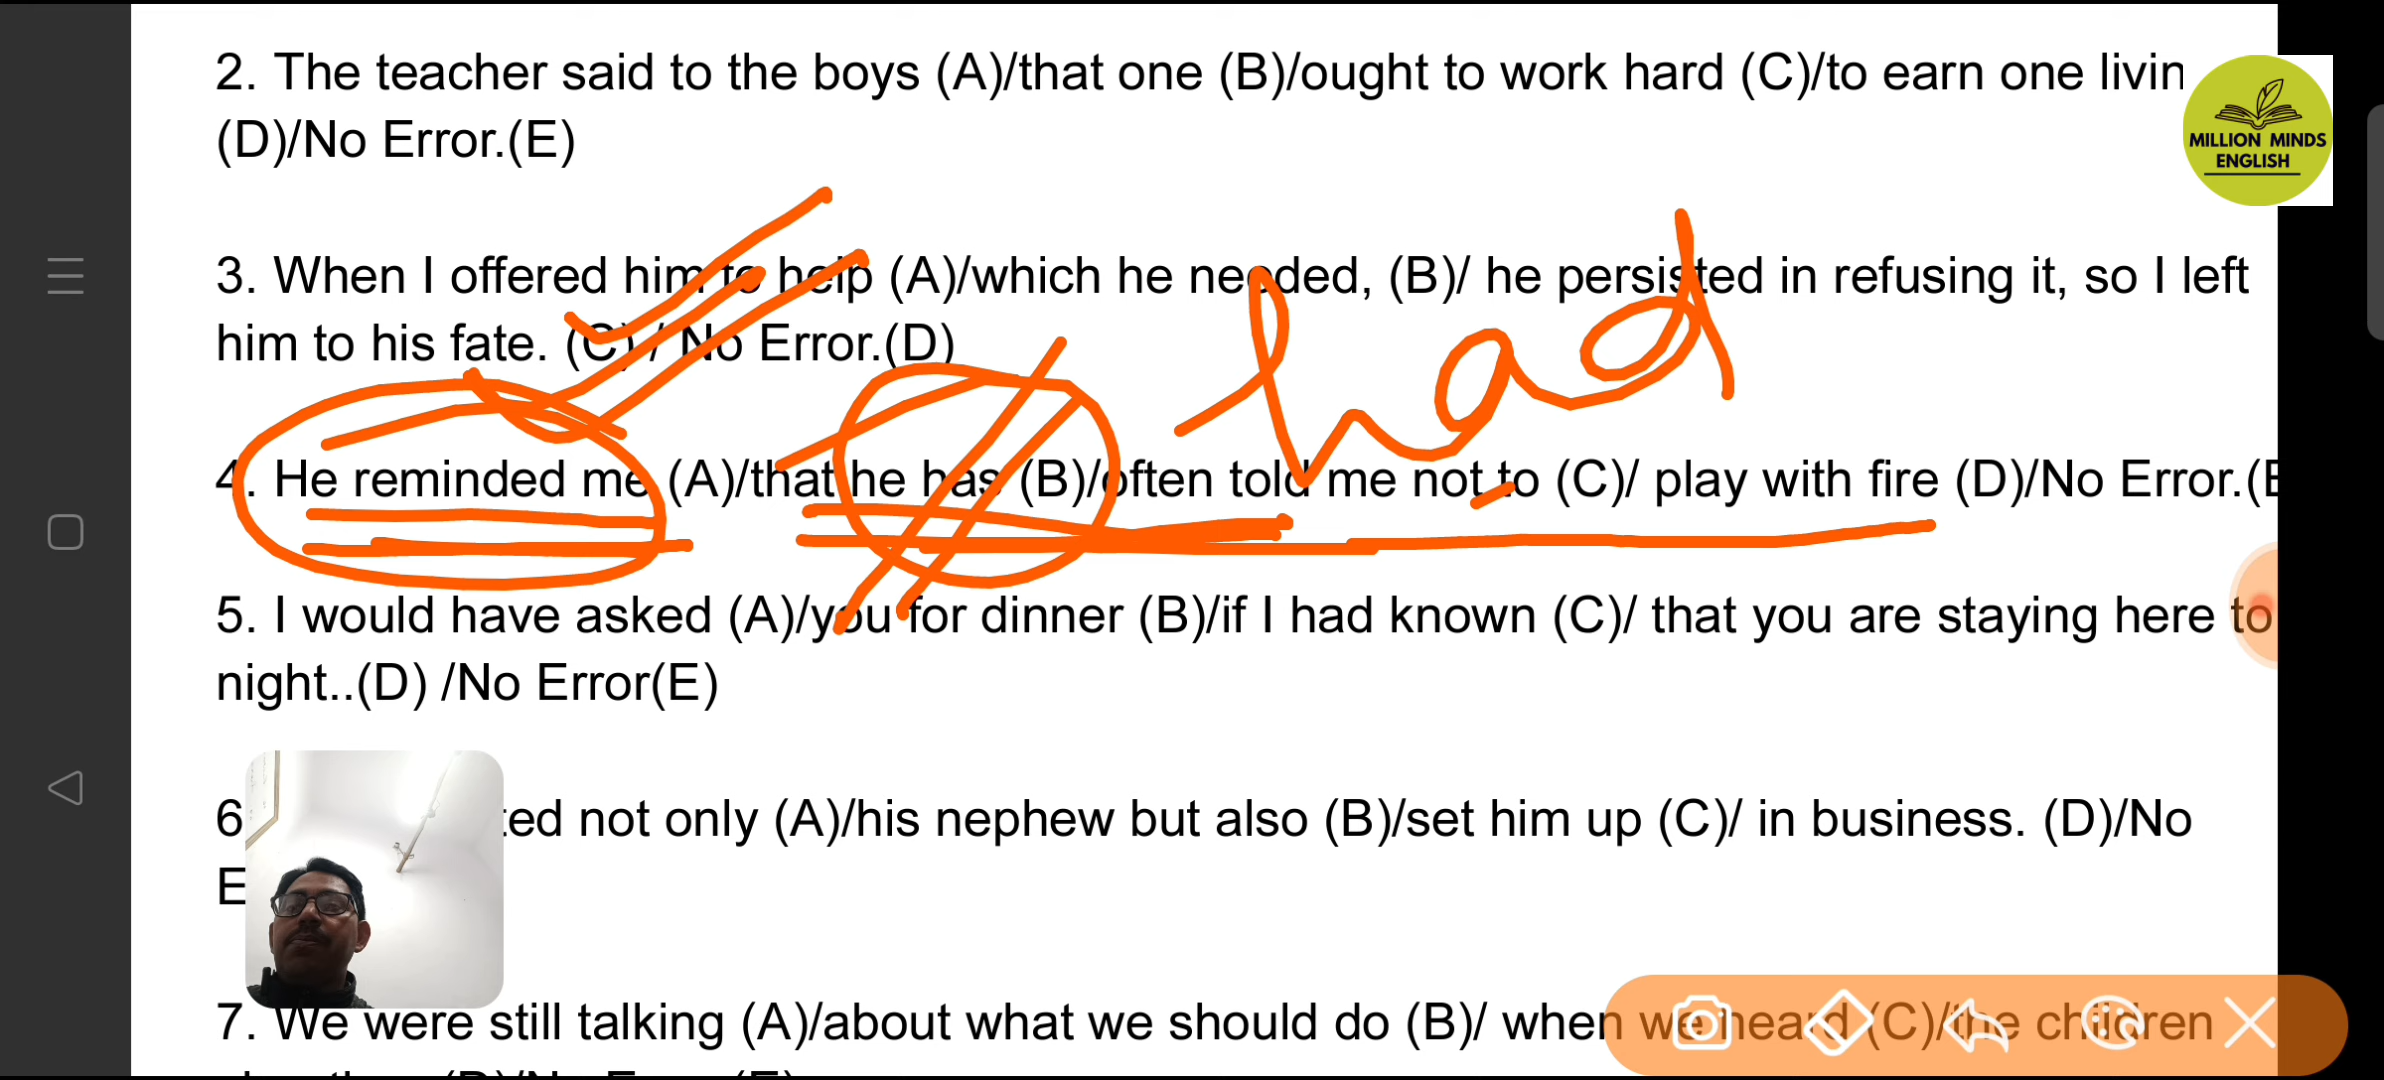 2. The teacher said to the boys (A)/that one (B)/ought to work hard (C)/to earn one livin
(D)/No Error.(E)
MILLION MINDS
ENGLISH
3. When I offered him to help (A)/which he needed, (B)/ he persisted in refusing it, so I left
him to his fate. (C) / No Error.(D)
had
4. He reminded me (A)/that he has (B)/often told me not to (C)/ play with fire (D)/No Error.(E
5. I would have asked (A)/you for dinner (B)/if I had known (C)/ that you are staying here to
night..(D) /No Error(E)
6 ed not only (A)/his nephew but also (B)/set him up (C)/ in business. (D)/No
E
7. We were still talking (A)/about what we should do (B)/ when we heard (C)/the children